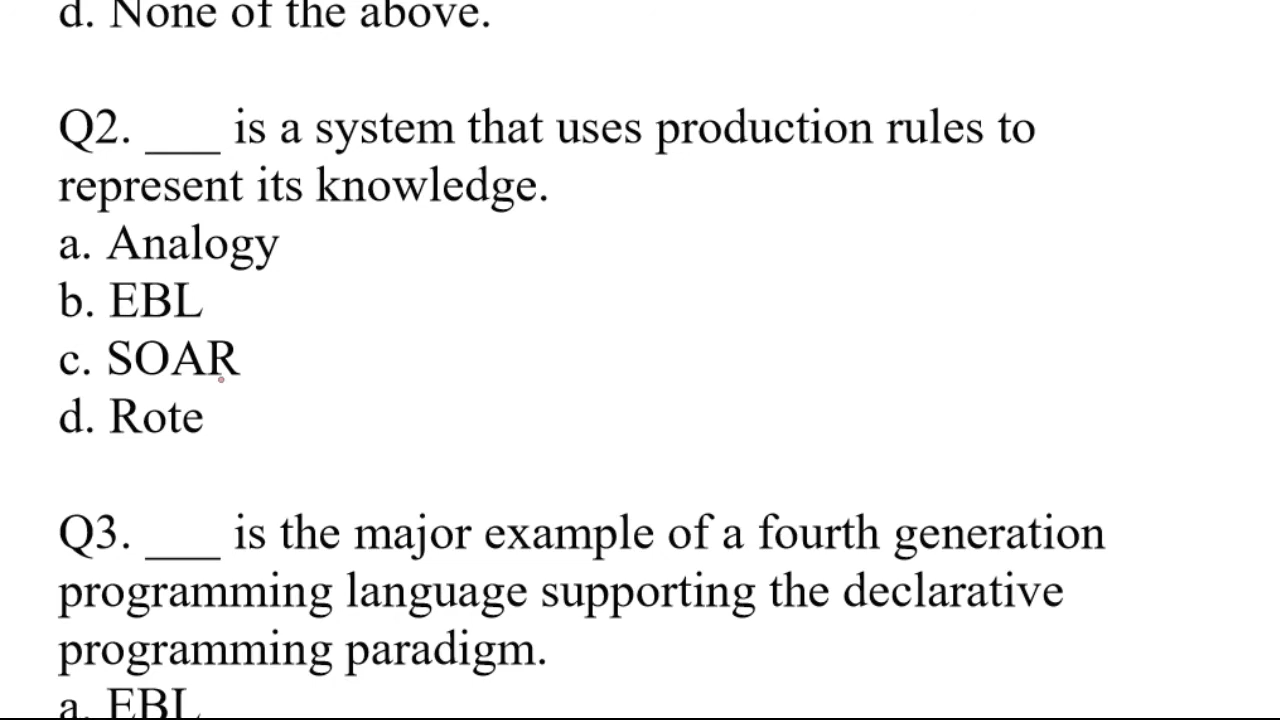 d. None of the above.
Q2. ___ is a system that uses production rules to
represent its knowledge.
a. Analogy
b. EBL
c. SOAR
d. Rote
Q3. ___ is the major example of a fourth generation
programming language supporting the declarative
programming paradigm.
a. EBL